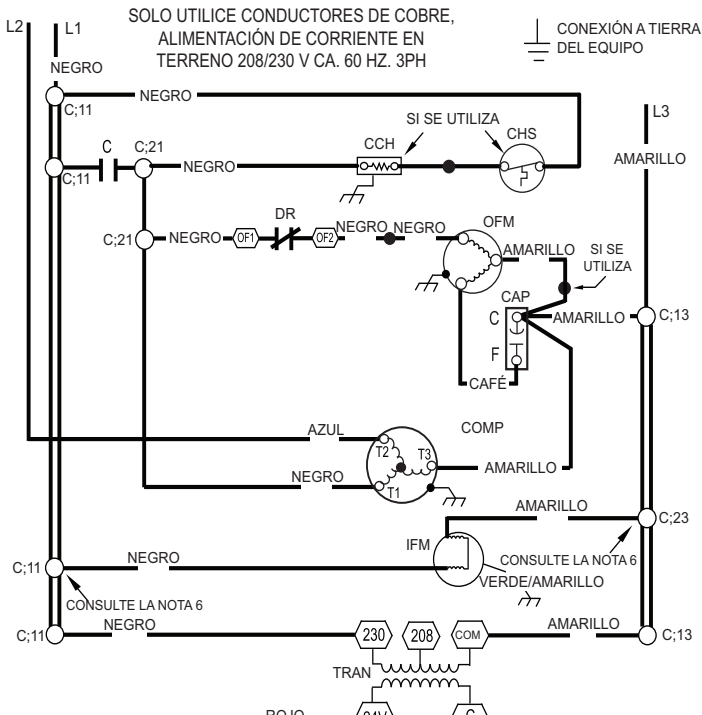 SOLO UTILICE CONDUCTORES DE COBRE,
ALIMENTACIÓN DE CORRIENTE EN
TERRENO 208/230 V CA. 60 HZ. 3PH
CONEXIÓN A TIERRA
DEL EQUIPO
L2
L1
NEGRO
C;11
NEGRO
L3
SI SE UTILIZA
C
C;21
CCH
CHS
AMARILLO
C;11
NEGRO
DR
OFM
C;21
NEGRO
OF1
OF2
NEGRO
NEGRO
AMARILLO
SI SE
UTILIZA
CAP
C
AMARILLO
C;13
F
CAFÉ
AZUL
COMP
T2
T3
AMARILLO
NEGRO
T1
AMARILLO
C;23
IFM
C;11
NEGRO
CONSULTE LA NOTA 6
VERDE/AMARILLO
CONSULTE LA NOTA 6
C;11
NEGRO
230
208
COM
AMARILLO
C;13
TRAN